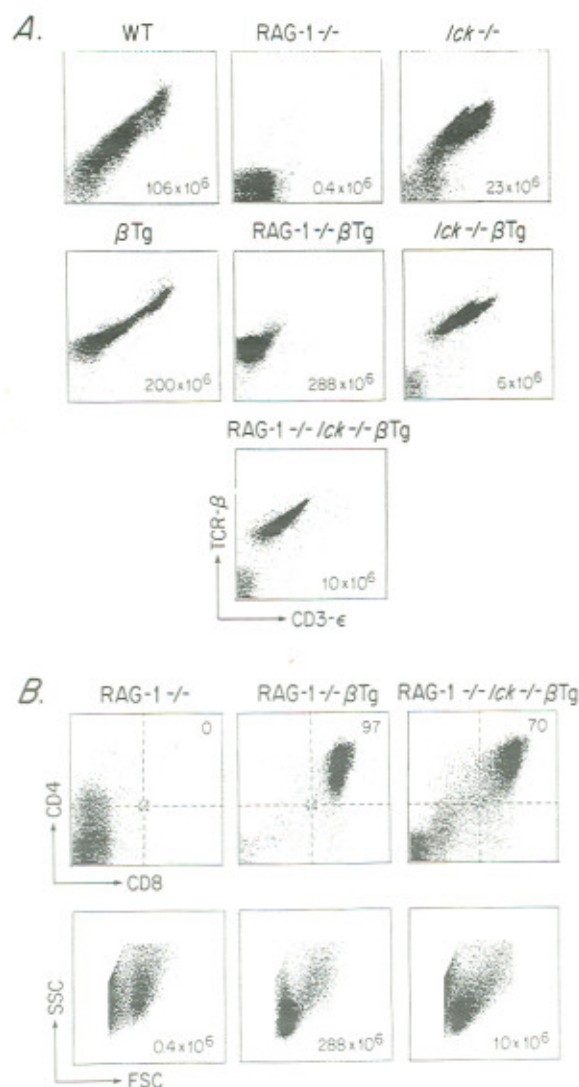 A.
WT RAG-1 -/- lck -/-
106x10⁶ 0.4x10⁶ 23x10⁶
βTg RAG-1 -/- βTg lck -/- βTg
200x10⁶ 288x10⁶ 6x10⁶
RAG-1 -/- lck -/- βTg
TCR-β
10x10⁶
CD3-ε
B.
RAG-1 -/- RAG-1 -/- βTg RAG-1 -/- lck -/- βTg
0 97 70
CD4
CD8
SSC
0.4x10⁶ 288x10⁶ 10x10⁶
FSC